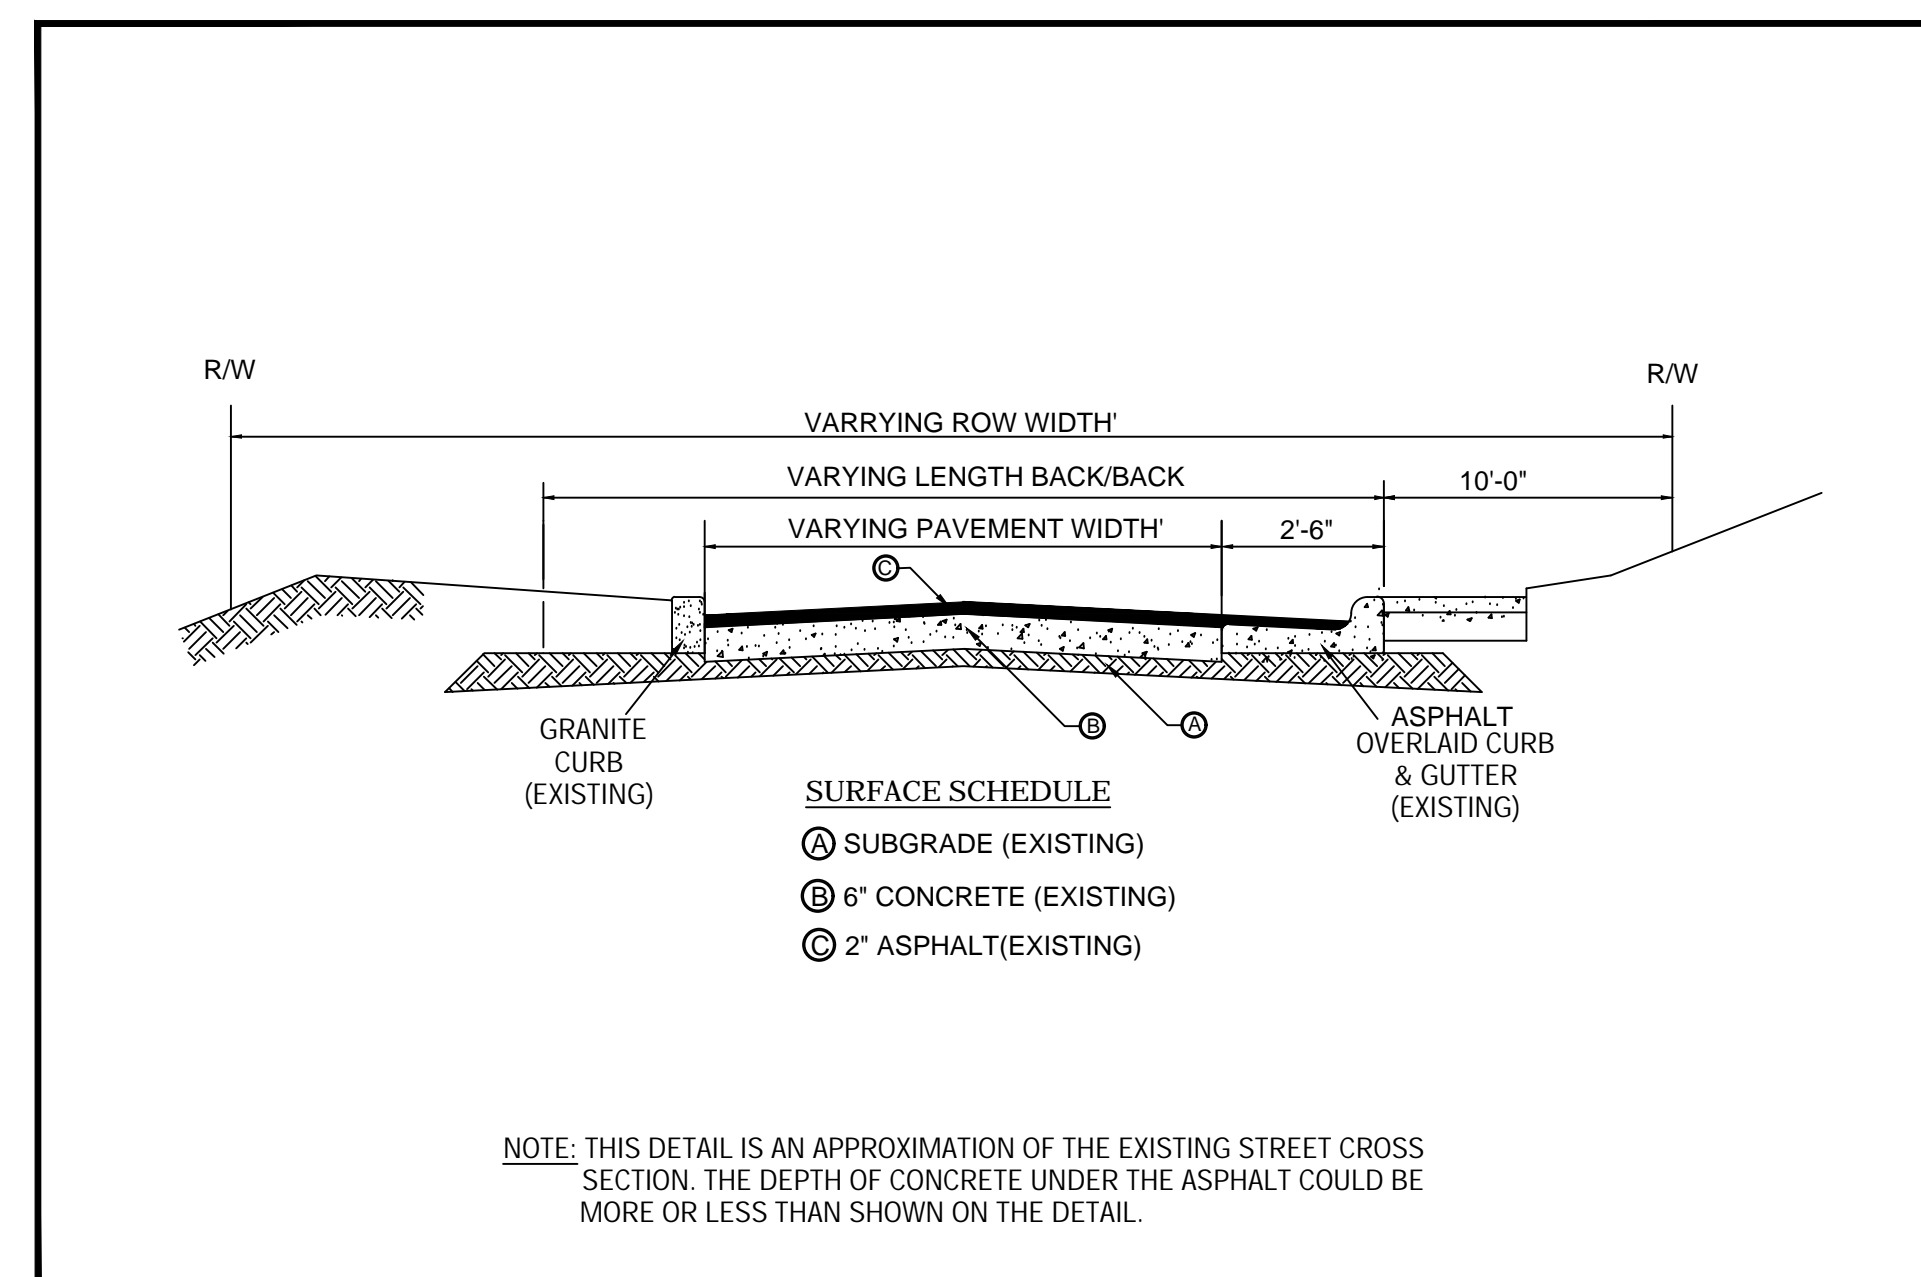 R/W
R/W
VARRYING ROW WIDTH'
VARYING LENGTH BACK/BACK
10'-0"
VARYING PAVEMENT WIDTH'
2'-6"
C
B
A
GRANITE
CURB
(EXISTING)
ASPHALT
OVERLAID CURB
& GUTTER
(EXISTING)
SURFACE SCHEDULE
A SUBGRADE (EXISTING)
B 6" CONCRETE (EXISTING)
C 2" ASPHALT(EXISTING)
NOTE: THIS DETAIL IS AN APPROXIMATION OF THE EXISTING STREET CROSS
SECTION. THE DEPTH OF CONCRETE UNDER THE ASPHALT COULD BE
MORE OR LESS THAN SHOWN ON THE DETAIL.